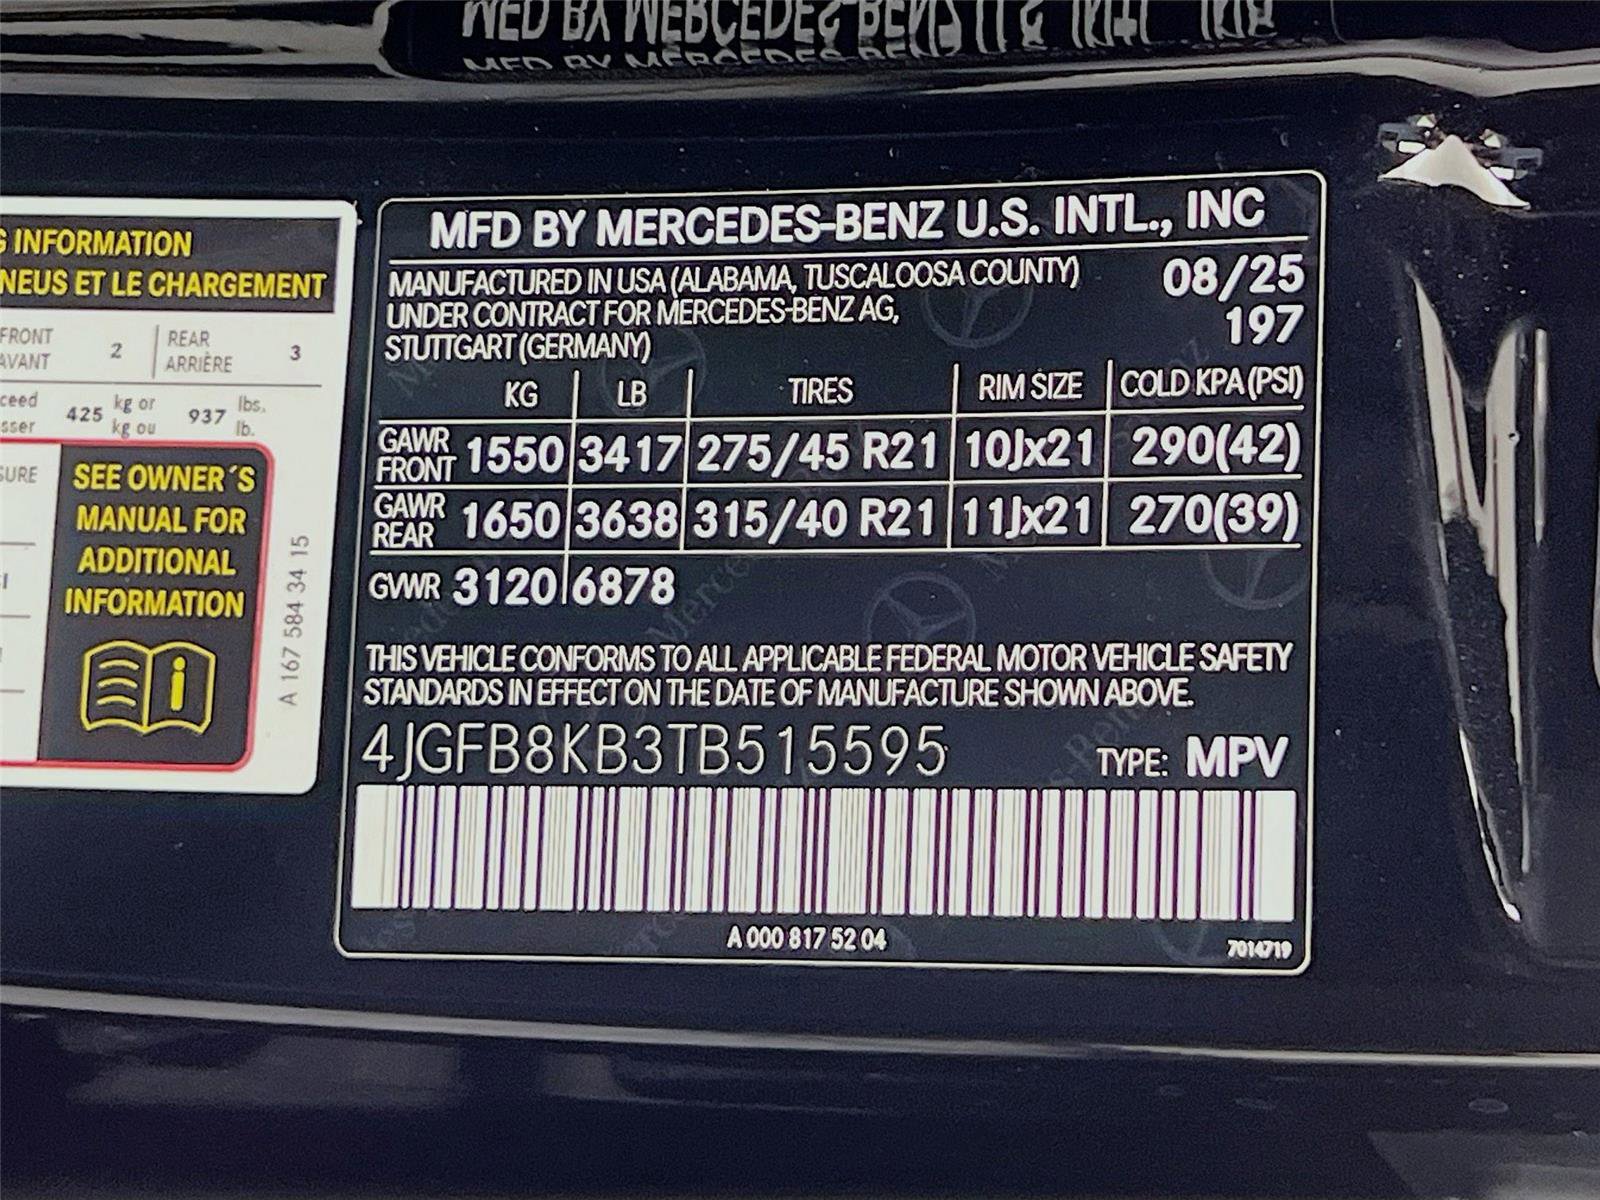 MFD BY MERCEDES-BENZ U.S. INTL., INC
MANUFACTURED IN USA (ALABAMA, TUSCALOOSA COUNTY) 08/25
UNDER CONTRACT FOR MERCEDES-BENZ AG, 197
STUTTGART (GERMANY)
KG LB TIRES RIM SIZE COLD KPA (PSI)
GAWR FRONT 1550 3417 275/45 R21 10Jx21 290(42)
GAWR REAR 1650 3638 315/40 R21 11Jx21 270(39)
GVWR 3120 6878
THIS VEHICLE CONFORMS TO ALL APPLICABLE FEDERAL MOTOR VEHICLE SAFETY
STANDARDS IN EFFECT ON THE DATE OF MANUFACTURE SHOWN ABOVE.
4JGFB8KB3TB515595 TYPE: MPV
A 000 817 52 04
7014719
INFORMATION
ET LE CHARGEMENT
FRONT 2 REAR 3
AVANT ARRIÈRE
425 kg or 937 lbs.
kg ou lb.
SEE OWNER´S
MANUAL FOR
ADDITIONAL
INFORMATION
A 167 584 34 15